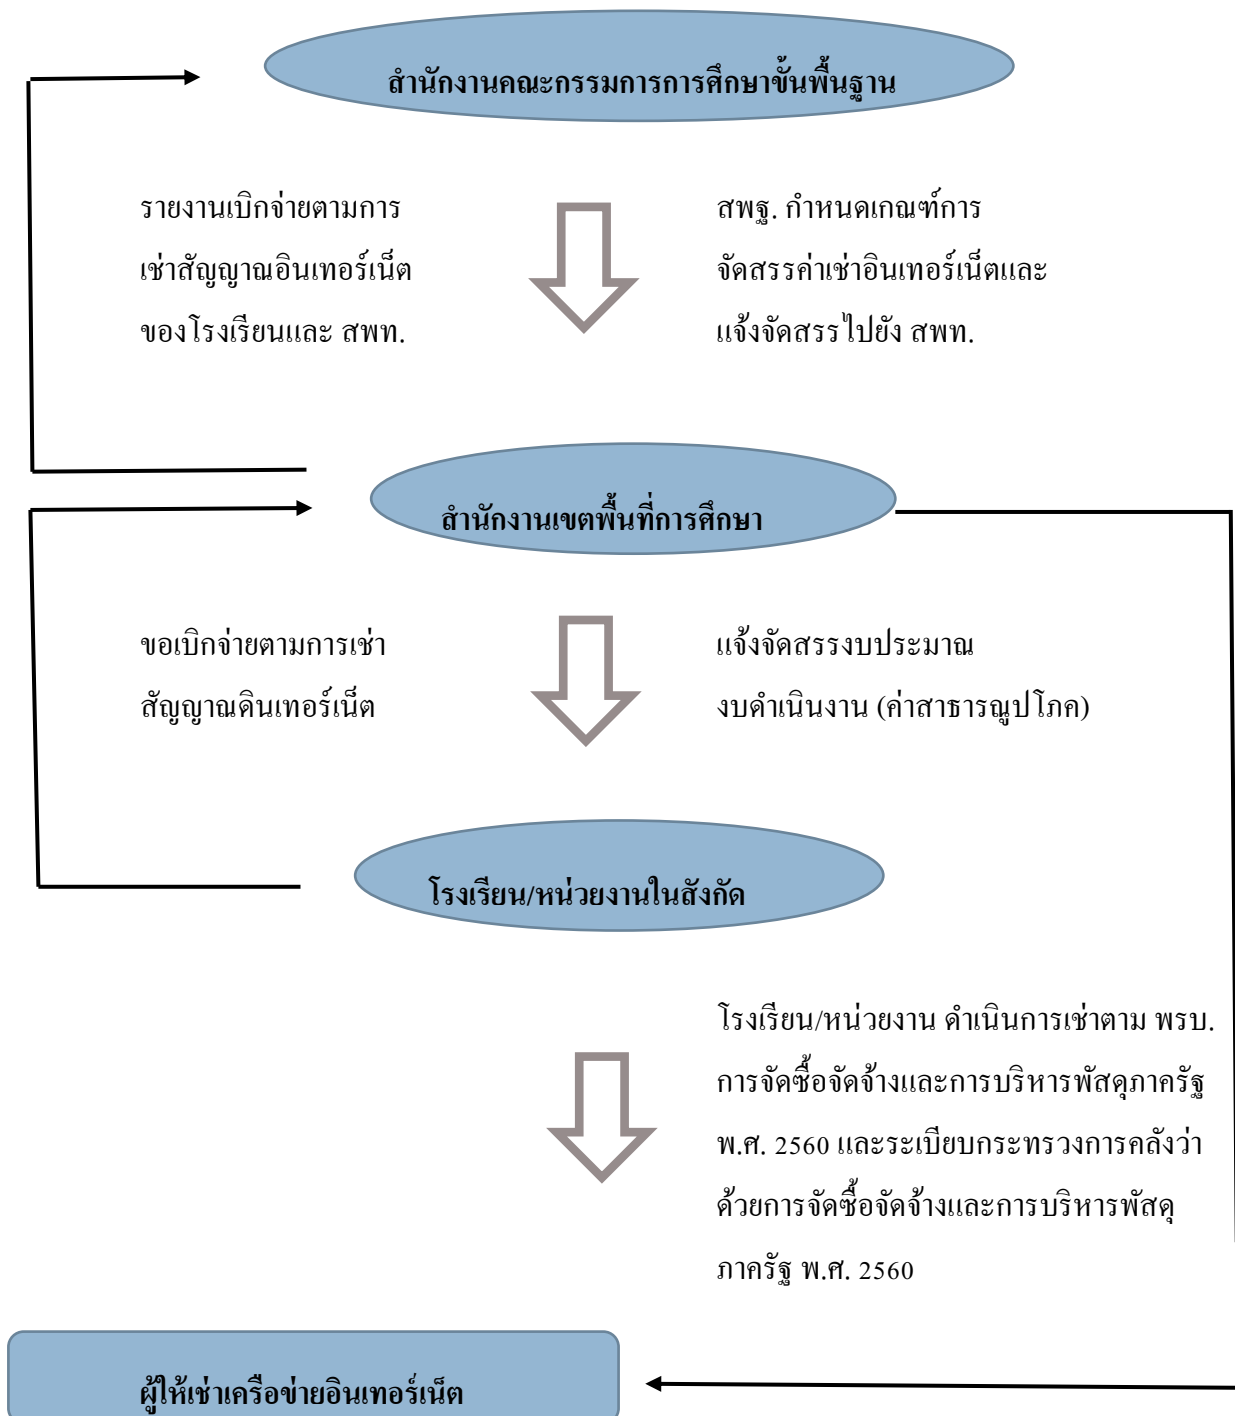 สำนักงานคณะกรรมการการศึกษาขั้นพื้นฐาน
รายงานเบิกจ่ายตามการ
เช่าสัญญาณอินเทอร์เน็ต
ของโรงเรียนและ สพท.
สพฐ. กำหนดเกณฑ์การ
จัดสรรค่าเช่าอินเทอร์เน็ตและ
แจ้งจัดสรรไปยัง สพท.
สำนักงานเขตพื้นที่การศึกษา
ขอเบิกจ่ายตามการเช่า
สัญญาณดินเทอร์เน็ต
แจ้งจัดสรรงบประมาณ
งบดำเนินงาน (ค่าสาธารณูปโภค)
โรงเรียน/หน่วยงานในสังกัด
โรงเรียน/หน่วยงาน ดำเนินการเช่าตาม พรบ.
การจัดซื้อจัดจ้างและการบริหารพัสดุภาครัฐ
พ.ศ. 2560 และระเบียบกระทรวงการคลังว่า
ด้วยการจัดซื้อจัดจ้างและการบริหารพัสดุ
ภาครัฐ พ.ศ. 2560
ผู้ให้เช่าเครือข่ายอินเทอร์เน็ต